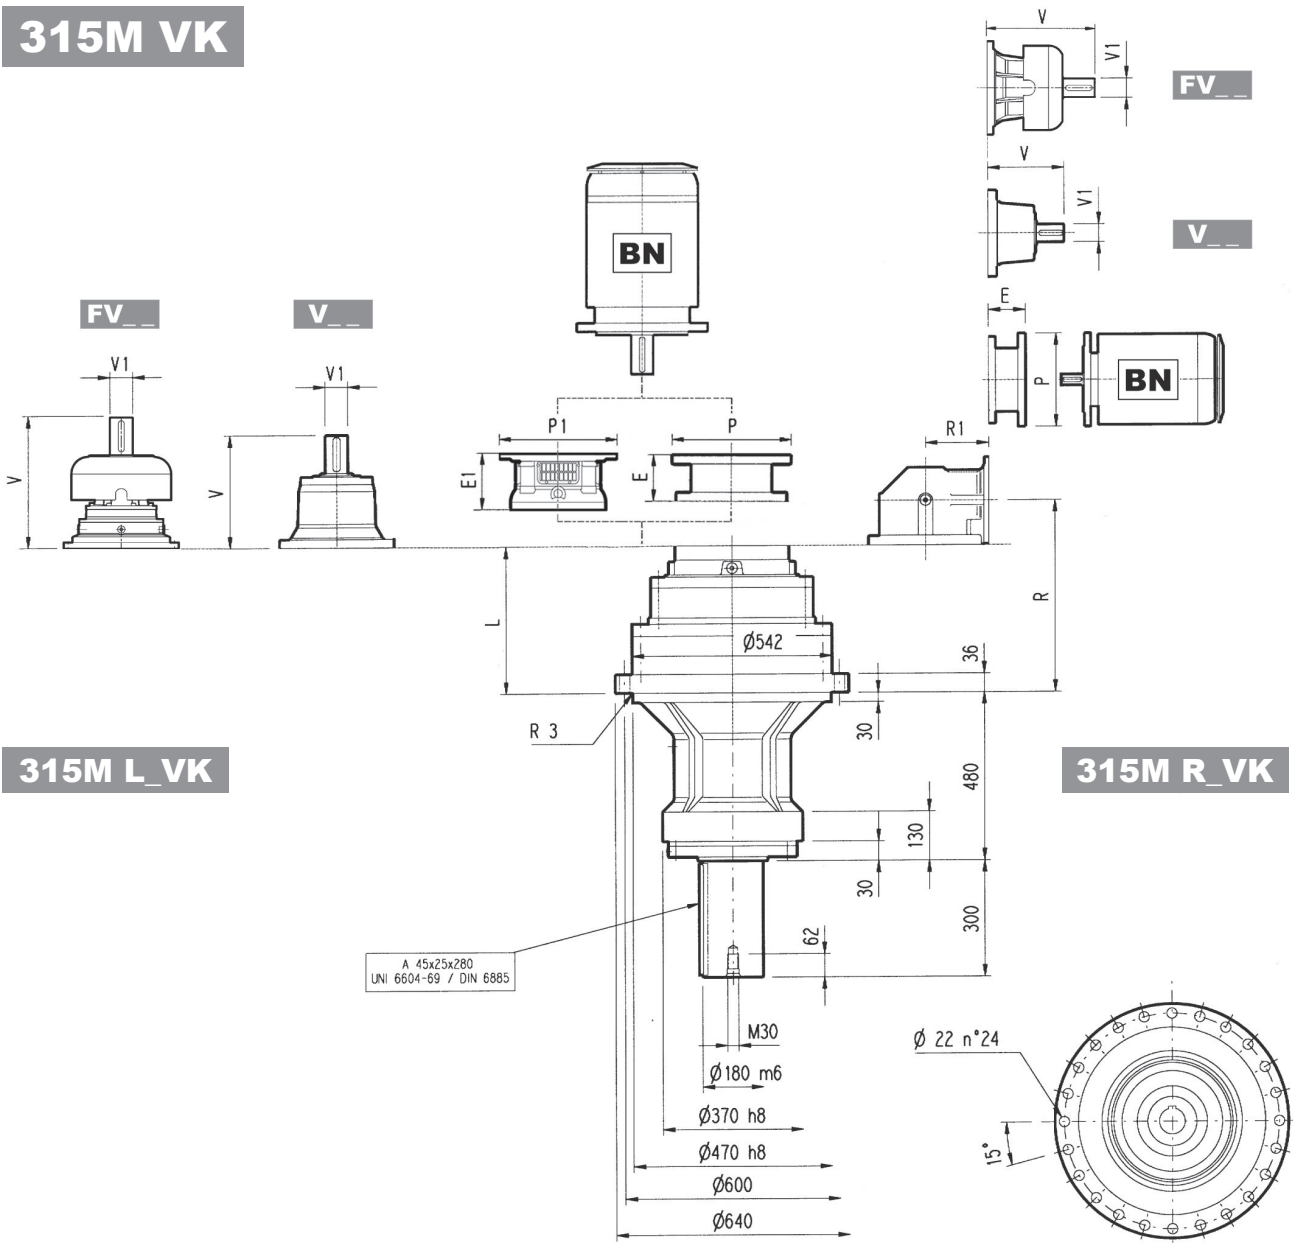 315M VK
V
V1
FV_ _
V
V1
V_ _
BN
E
P
BN
FV_ _
V_ _
V1
V1
V
V
P1
P
E1
E
R1
L
R
Ø542
36
R 3
30
480
130
30
300
62
315M L_VK
315M R_VK
A 45x25x280
UNI 6604-69 / DIN 6885
M30
Ø180 m6
Ø370 h8
Ø470 h8
Ø600
Ø640
Ø 22 n°24
15°